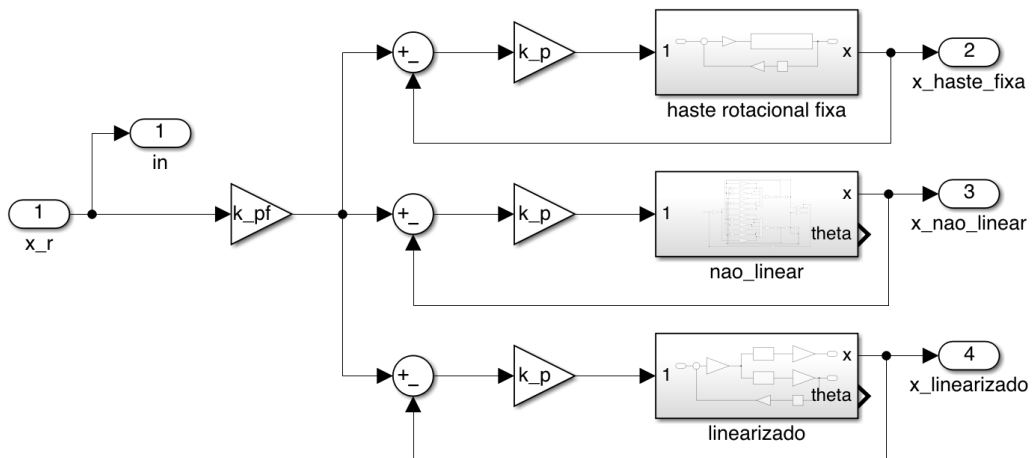 +
_
k_p
1
x
haste rotacional fixa
2
x_haste_fixa
1
in
1
x_r
k_pf
+
_
k_p
1
x
theta
nao_linear
3
x_nao_linear
+
_
k_p
1
x
theta
linearizado
4
x_linearizado